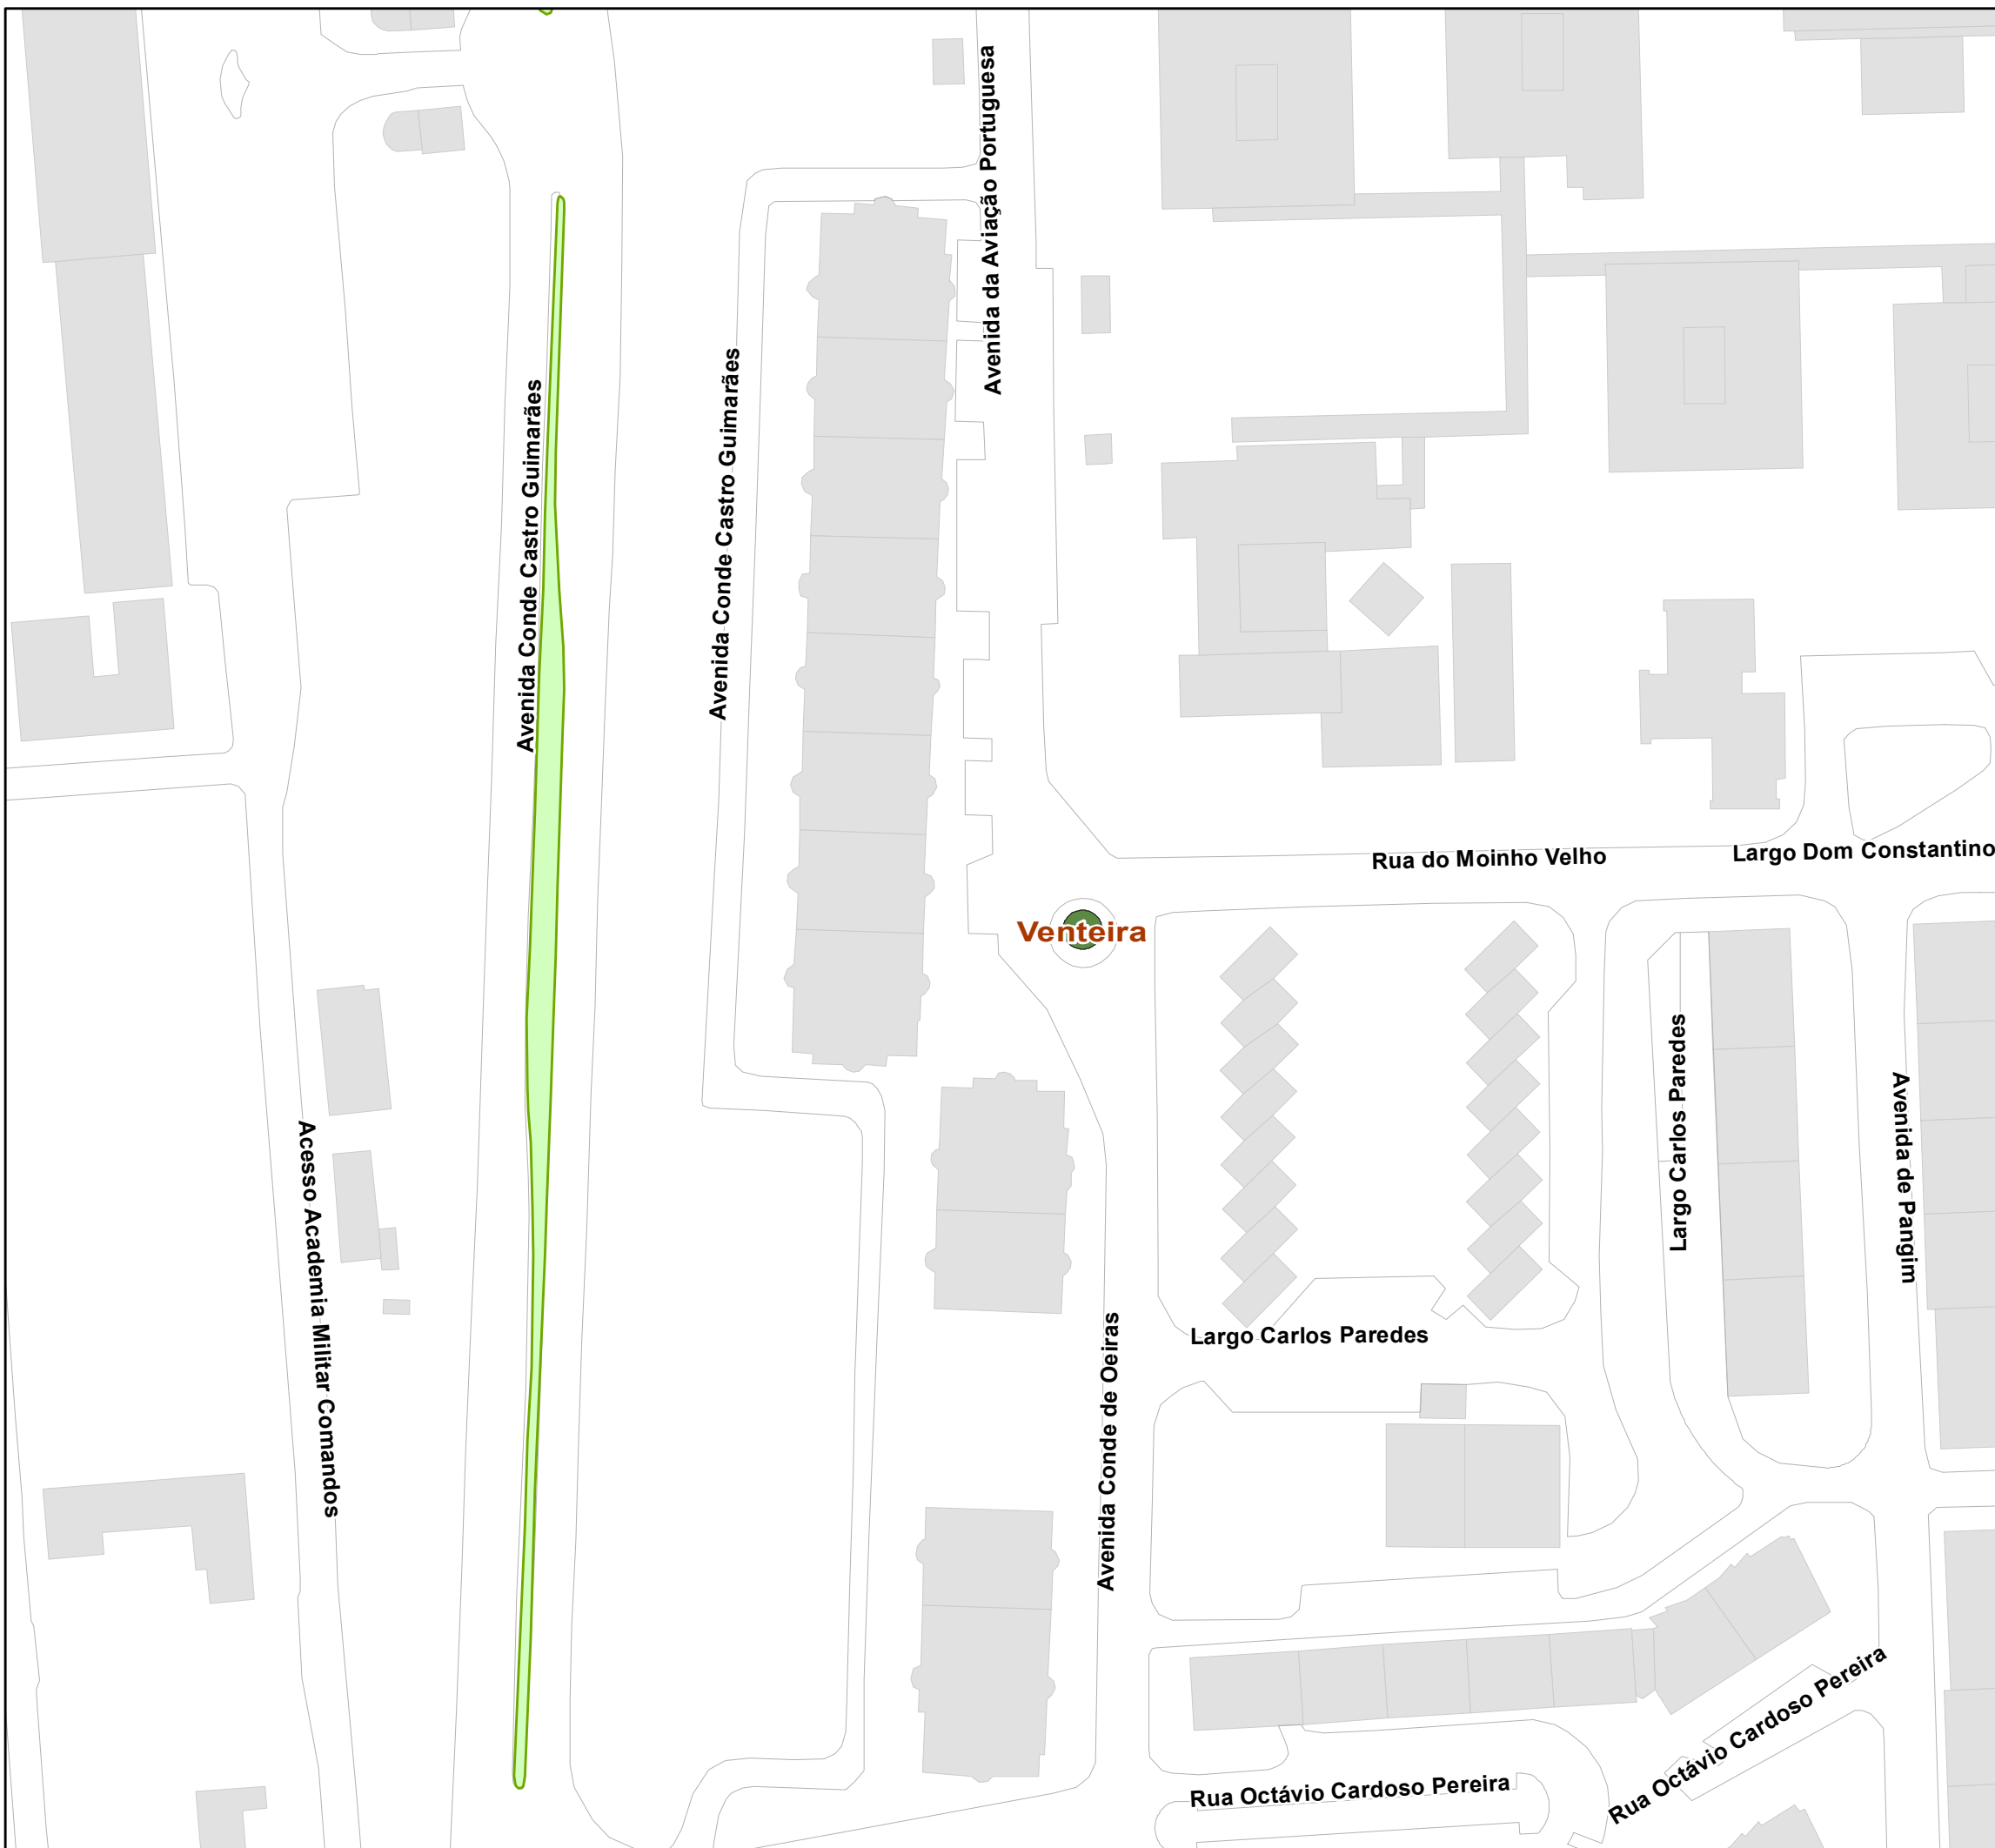 Avenida da Aviação Portuguesa
Avenida Conde Castro Guimarães
Avenida Conde Castro Guimarães
Rua do Moinho Velho
Largo Dom Constantino
Venteira
Largo Carlos Paredes
Avenida de Pangim
Acesso Academia Militar Comandos
Largo Carlos Paredes
Avenida Conde de Oeiras
Rua Octávio Cardoso Pereira
Rua Octávio Cardoso Pereira